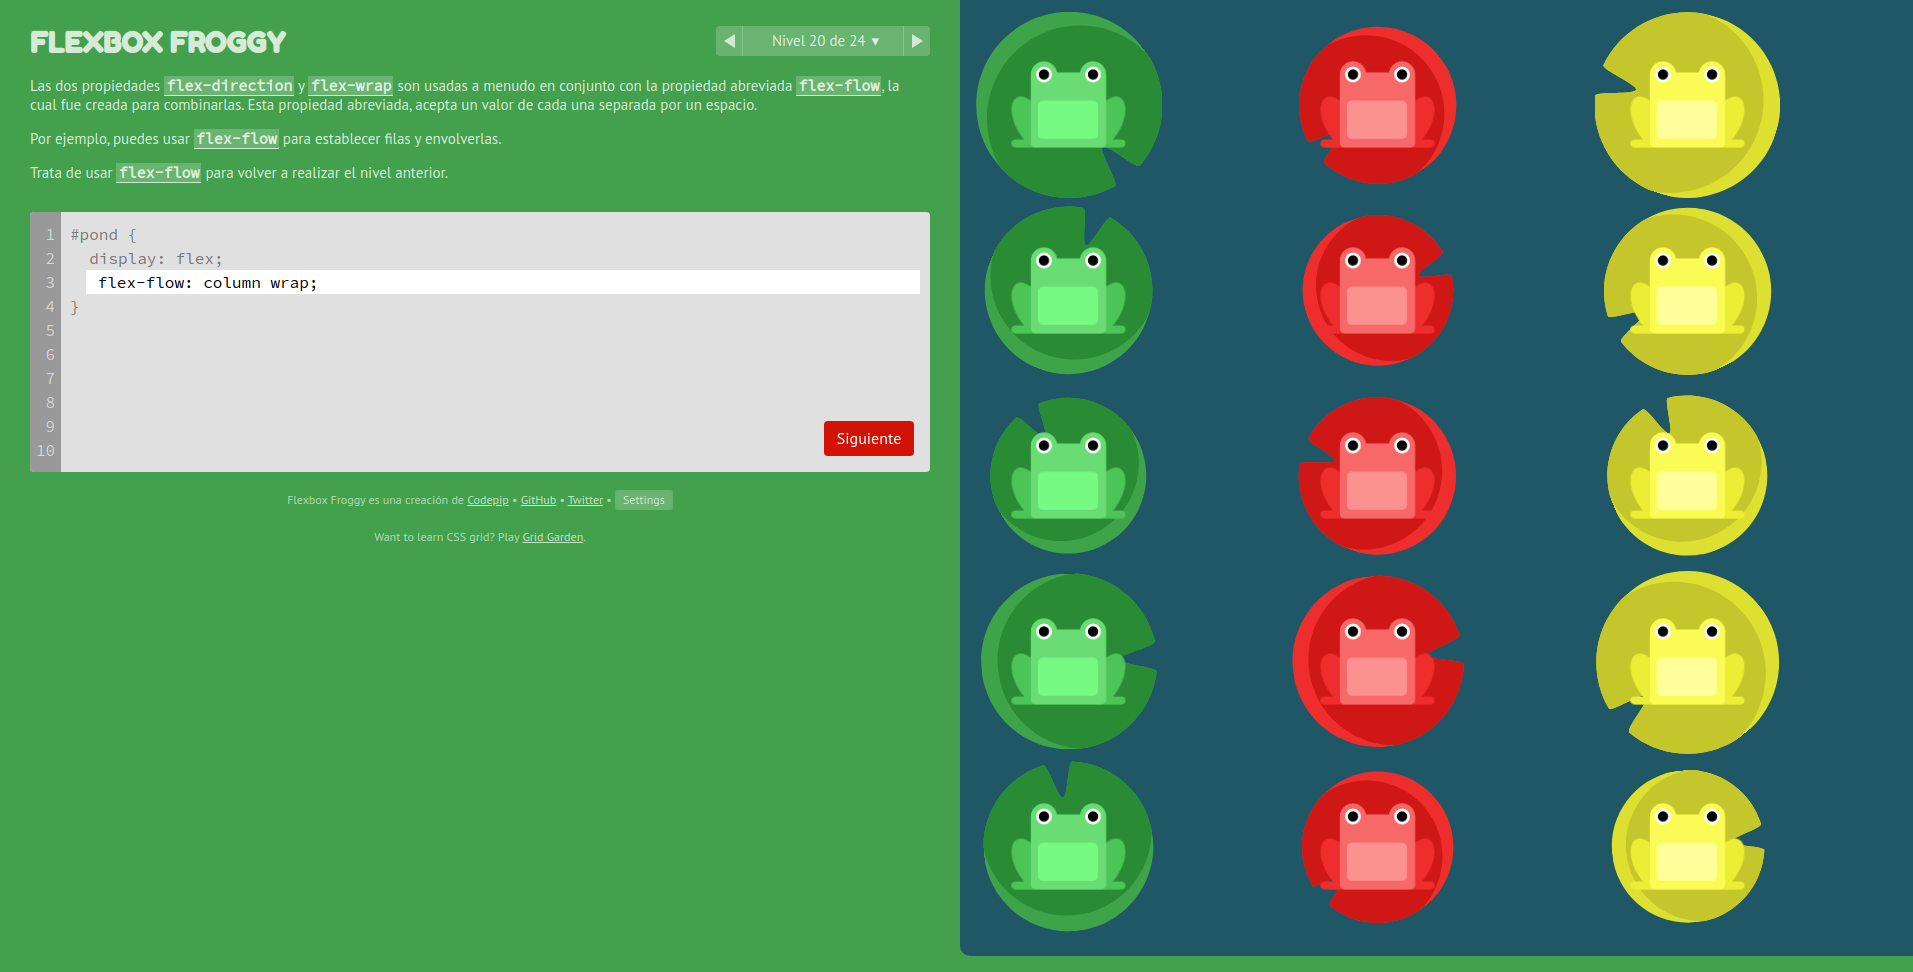 FLEXBOX FROGGY
◀ Nivel 20 de 24 ▼ ▶
Las dos propiedades flex-direction y flex-wrap son usadas a menudo en conjunto con la propiedad abreviada flex-flow, la
cual fue creada para combinarlas. Esta propiedad abreviada, acepta un valor de cada una separada por un espacio.
Por ejemplo, puedes usar flex-flow para establecer filas y envolverlas.
Trata de usar flex-flow para volver a realizar el nivel anterior.
1 #pond {
2 display: flex;
3 flex-flow: column wrap;
4 }
5
6
7
8
9
10
Siguiente
Flexbox Froggy es una creación de Codepip • GitHub • Twitter • Settings
Want to learn CSS grid? Play Grid Garden.